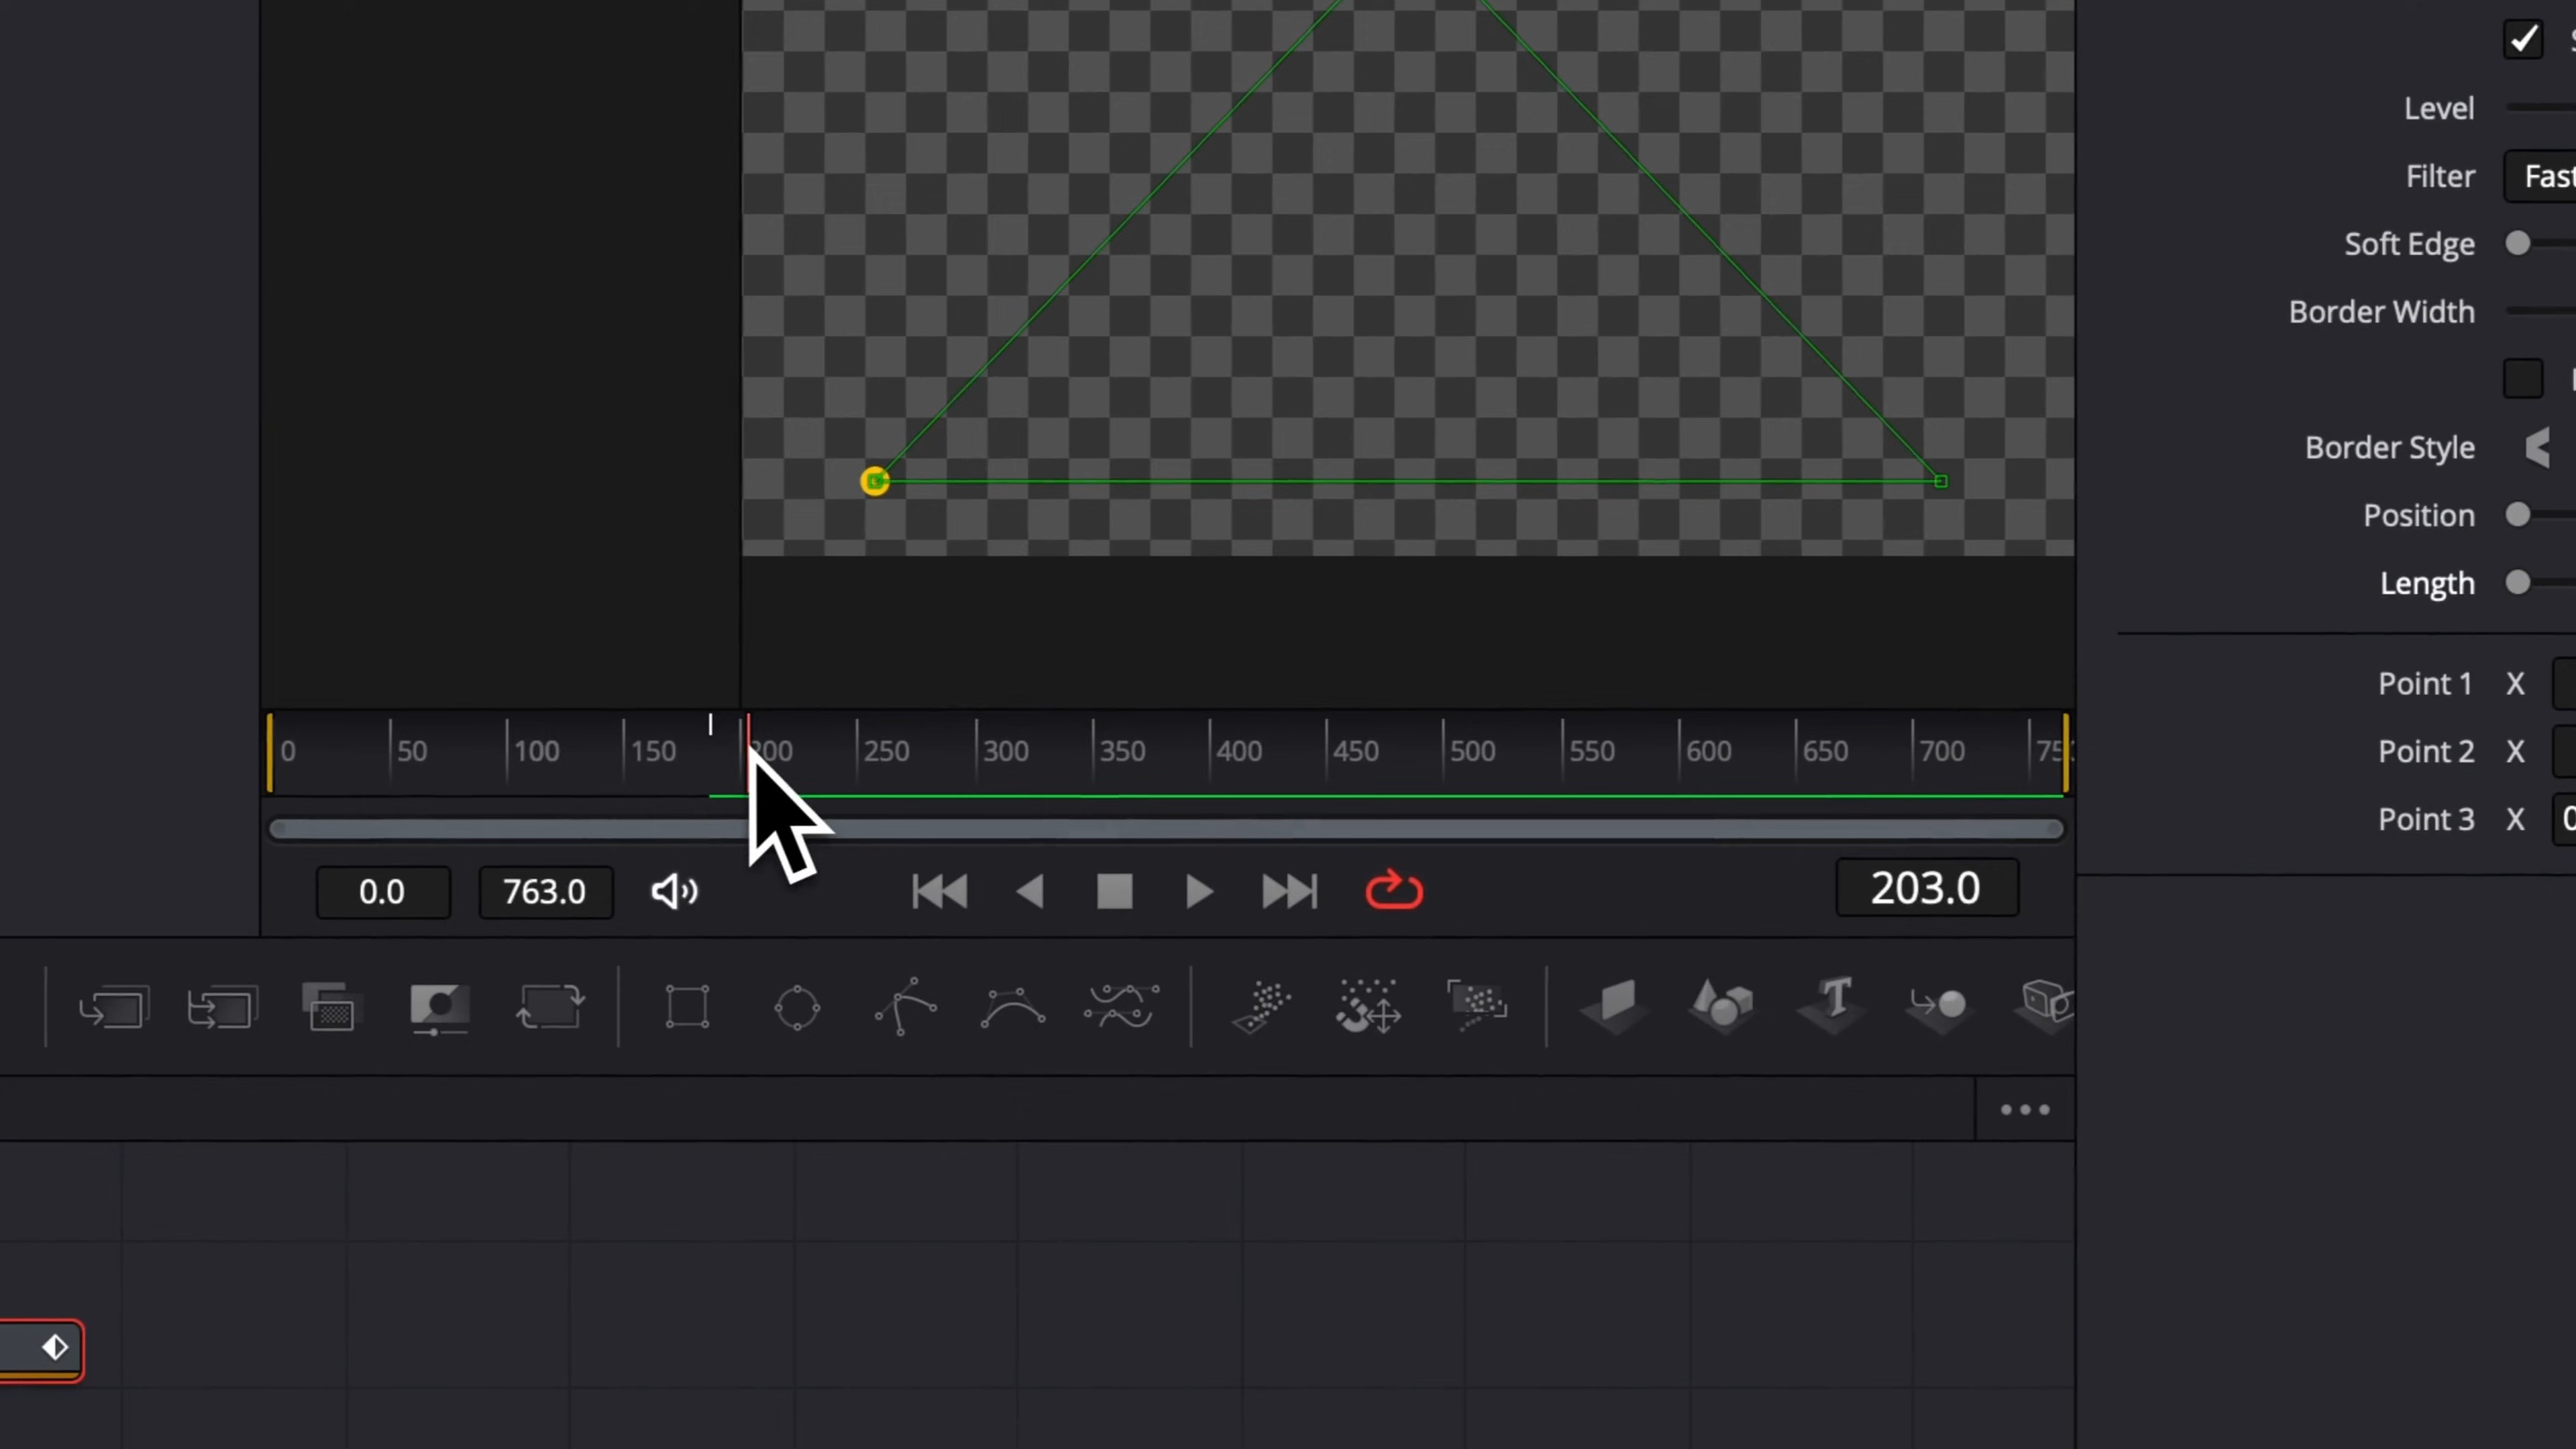 Level
Filter Fast
Soft Edge
Border Width
Border Style
Position
Length
Point 1 X
Point 2 X
Point 3 X 0
0 50 100 150 200 250 300 350 400 450 500 550 600 650 700 75
0.0 763.0 203.0